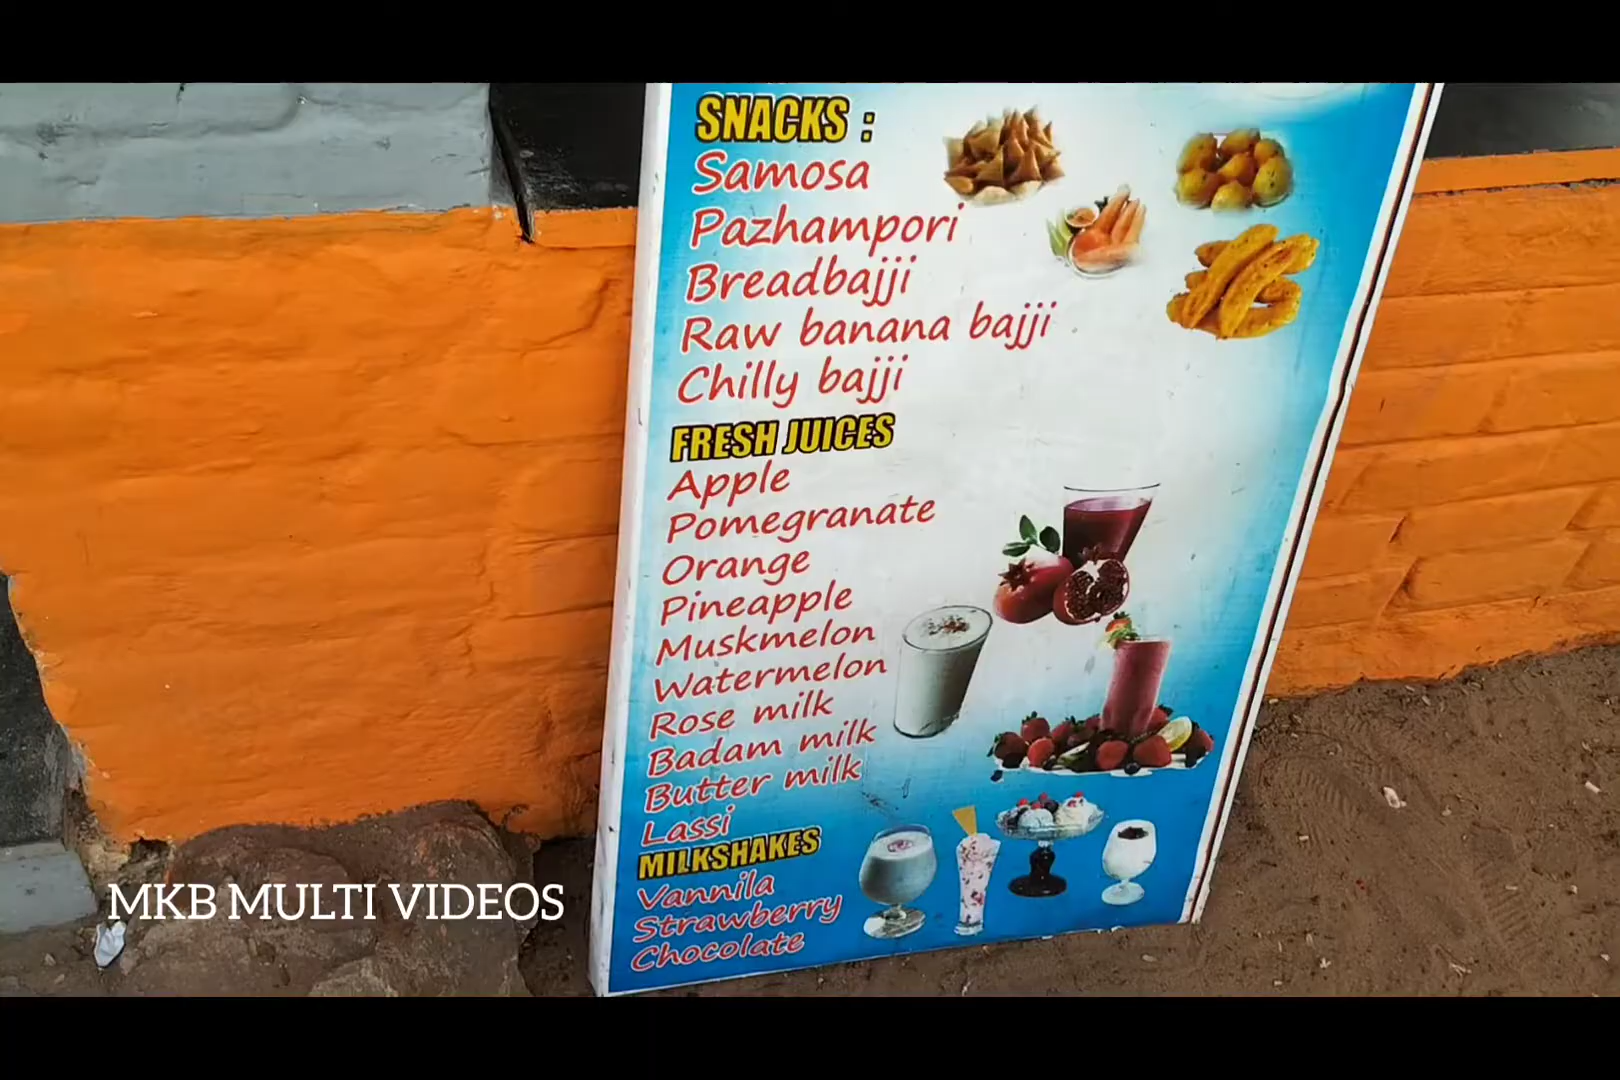 SNACKS :
Samosa
Pazhampori
Breadbajji
Raw banana bajji
Chilly bajji
FRESH JUICES
Apple
Pomegranate
Orange
Pineapple
Muskmelon
Watermelon
Rose milk
Badam milk
Butter milk
Lassi
MILKSHAKES
Vannila
Strawberry
Chocolate
MKB MULTI VIDEOS